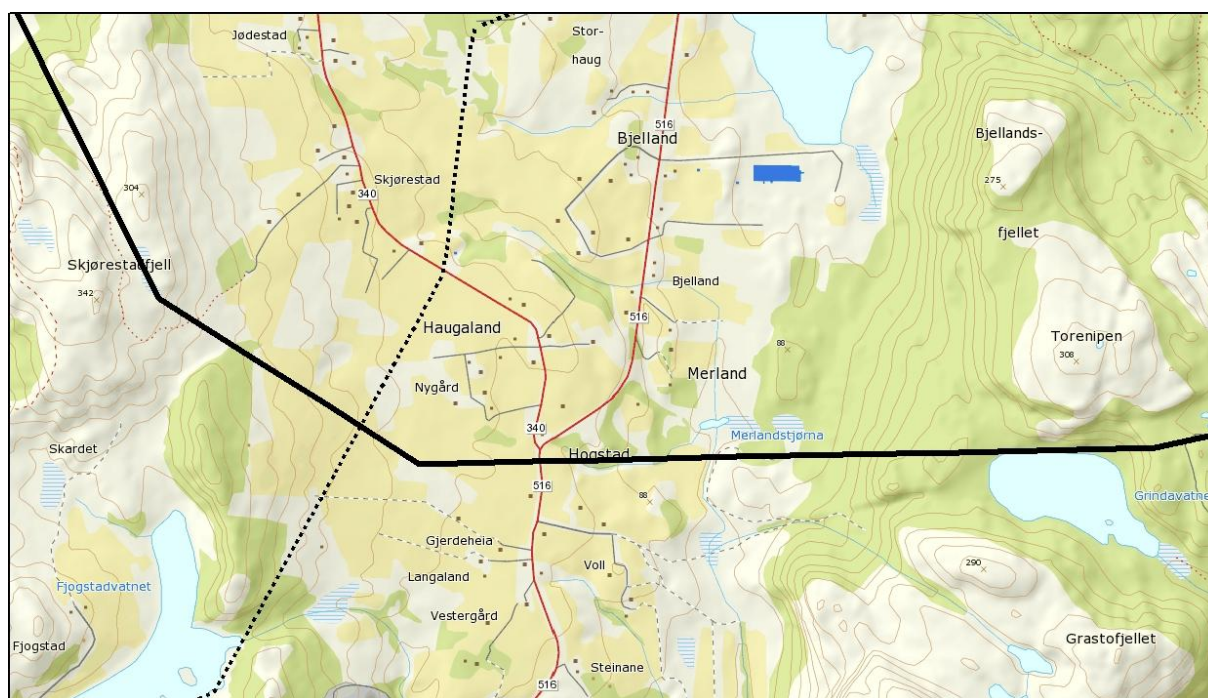 Jødestad
Stor-
haug
516
Bjelland
Bjellands-
304
Skjørestad
340
275
fjellet
Skjørestadfjell
342
Bjelland
516
Haugaland
88
Torenipen
308
Nygård
Merland
340
Merlandstjørna
Skardet
Hogstad
516
88
Grindavatne
Gjerdeheia
Langaland
Voll
290
Fjogstadvatnet
Vestergård
Fjogstad
Grastofjellet
Steinane
516